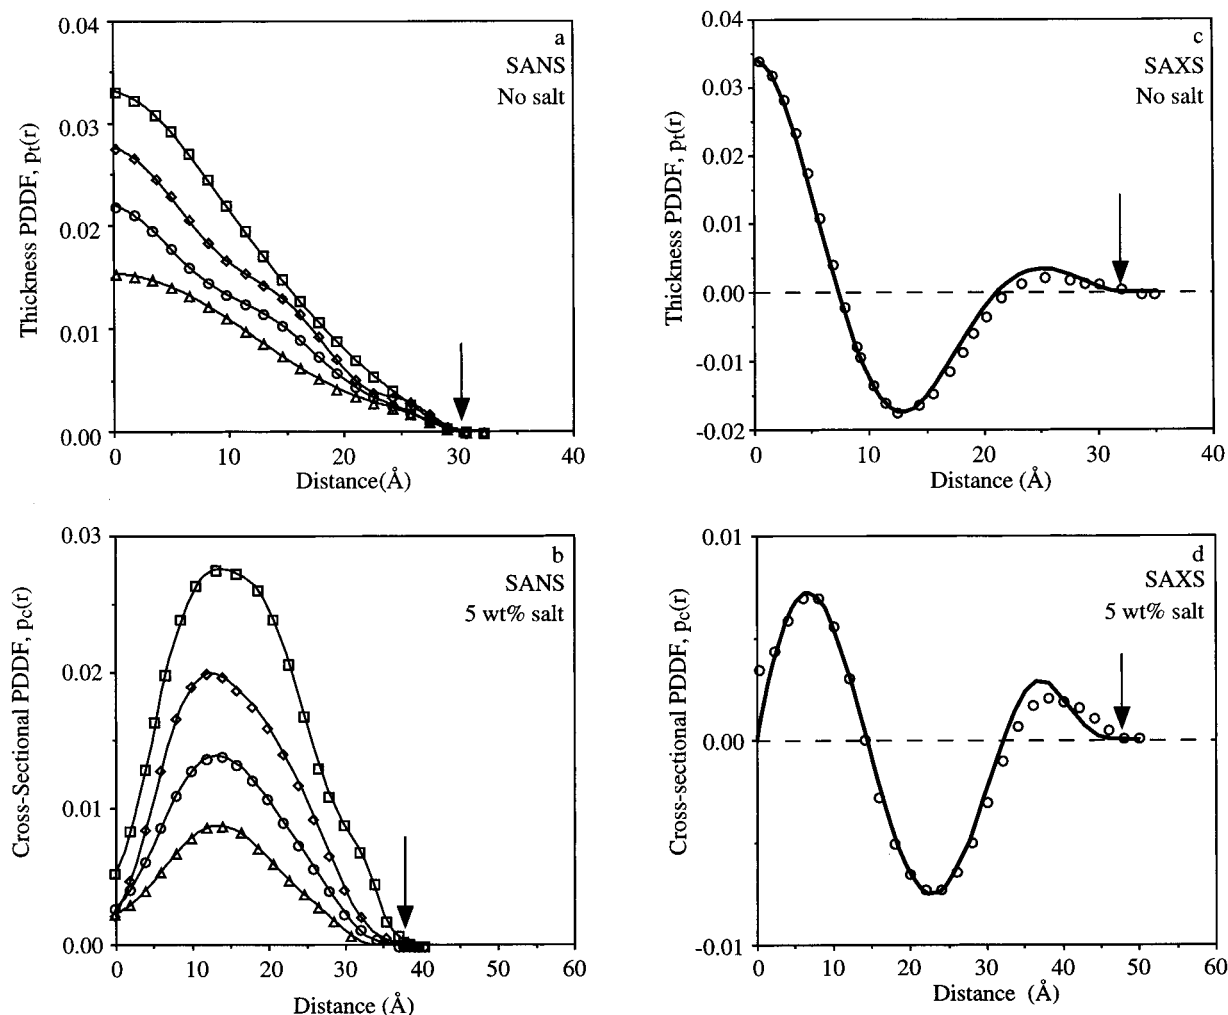 a
SANS
No salt
0.04
0.03
0.02
0.01
0.00
Thickness PDDF, pt(r)
0 10 20 30 40
Distance(Å)
c
SAXS
No salt
0.04
0.03
0.02
0.01
0.00
-0.01
-0.02
Thickness PDDF, pt(r)
0 10 20 30 40
Distance (Å)
b
SANS
5 wt% salt
0.03
0.02
0.01
0.00
Cross-Sectional PDDF, pc(r)
0 10 20 30 40 50 60
Distance (Å)
d
SAXS
5 wt% salt
0.01
0.00
-0.01
Cross-sectional PDDF, pc(r)
0 10 20 30 40 50 60
Distance (Å)